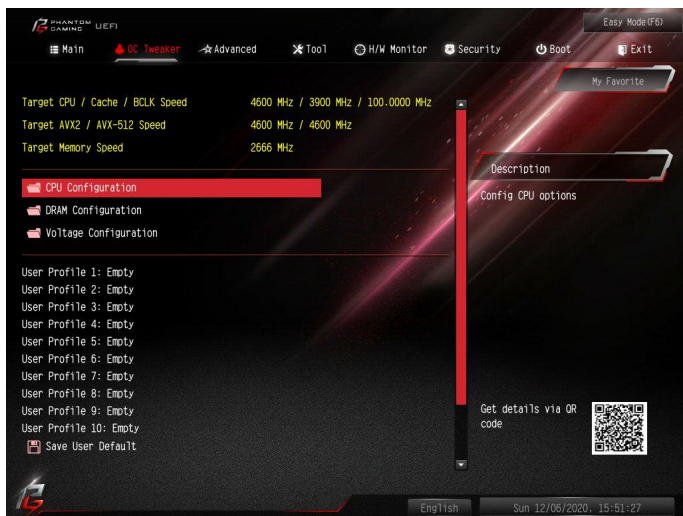 PHANTOM GAMING UEFI
Easy Mode(F6)
Main OC Tweaker Advanced Tool H/W Monitor Security Boot Exit
My Favorite
Target CPU / Cache / BCLK Speed 4600 MHz / 3900 MHz / 100.0000 MHz
Target AVX2 / AVX-512 Speed 4600 MHz / 4600 MHz
Target Memory Speed 2666 MHz
CPU Configuration
DRAM Configuration
Voltage Configuration
User Profile 1: Empty
User Profile 2: Empty
User Profile 3: Empty
User Profile 4: Empty
User Profile 5: Empty
User Profile 6: Empty
User Profile 7: Empty
User Profile 8: Empty
User Profile 9: Empty
User Profile 10: Empty
Save User Default
Description
Config CPU options
Get details via QR
code
English
Sun 12/06/2020. 15:51:27